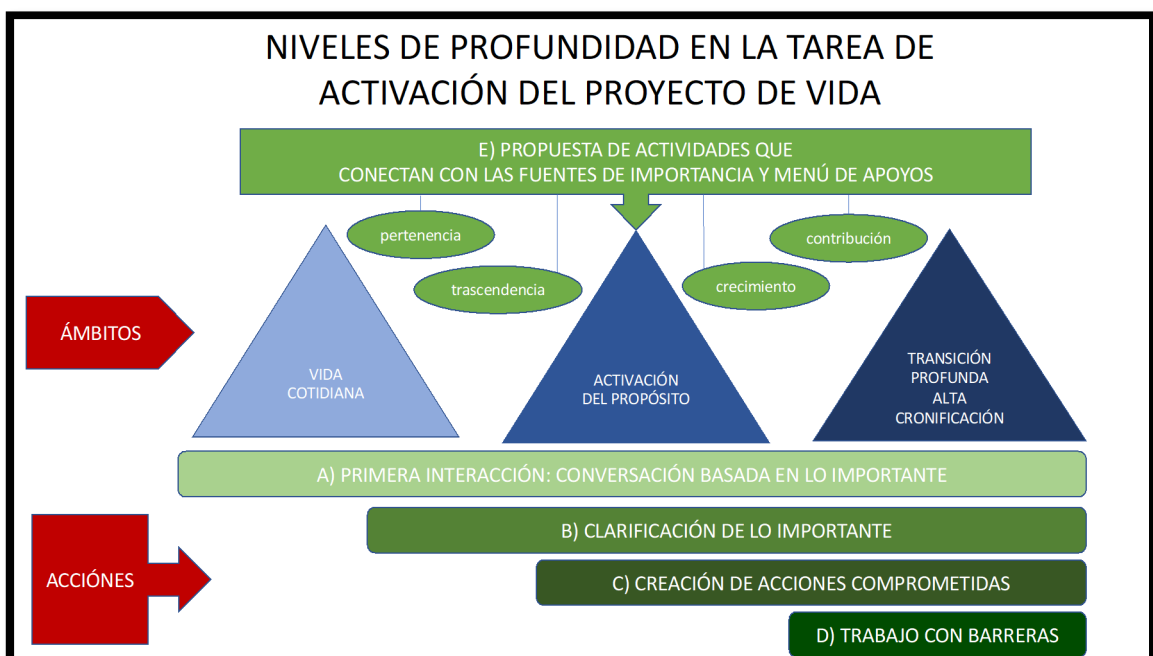 NIVELES DE PROFUNDIDAD EN LA TAREA DE
ACTIVACIÓN DEL PROYECTO DE VIDA
E) PROPUESTA DE ACTIVIDADES QUE
CONECTAN CON LAS FUENTES DE IMPORTANCIA Y MENÚ DE APOYOS
pertenencia
contribución
trascendencia
crecimiento
ÁMBITOS
VIDA
COTIDIANA
ACTIVACIÓN
DEL PROPÓSITO
TRANSICIÓN
PROFUNDA
ALTA
CRONIFICACIÓN
A) PRIMERA INTERACCIÓN: CONVERSACIÓN BASADA EN LO IMPORTANTE
B) CLARIFICACIÓN DE LO IMPORTANTE
ACCIÓNES
C) CREACIÓN DE ACCIONES COMPROMETIDAS
D) TRABAJO CON BARRERAS